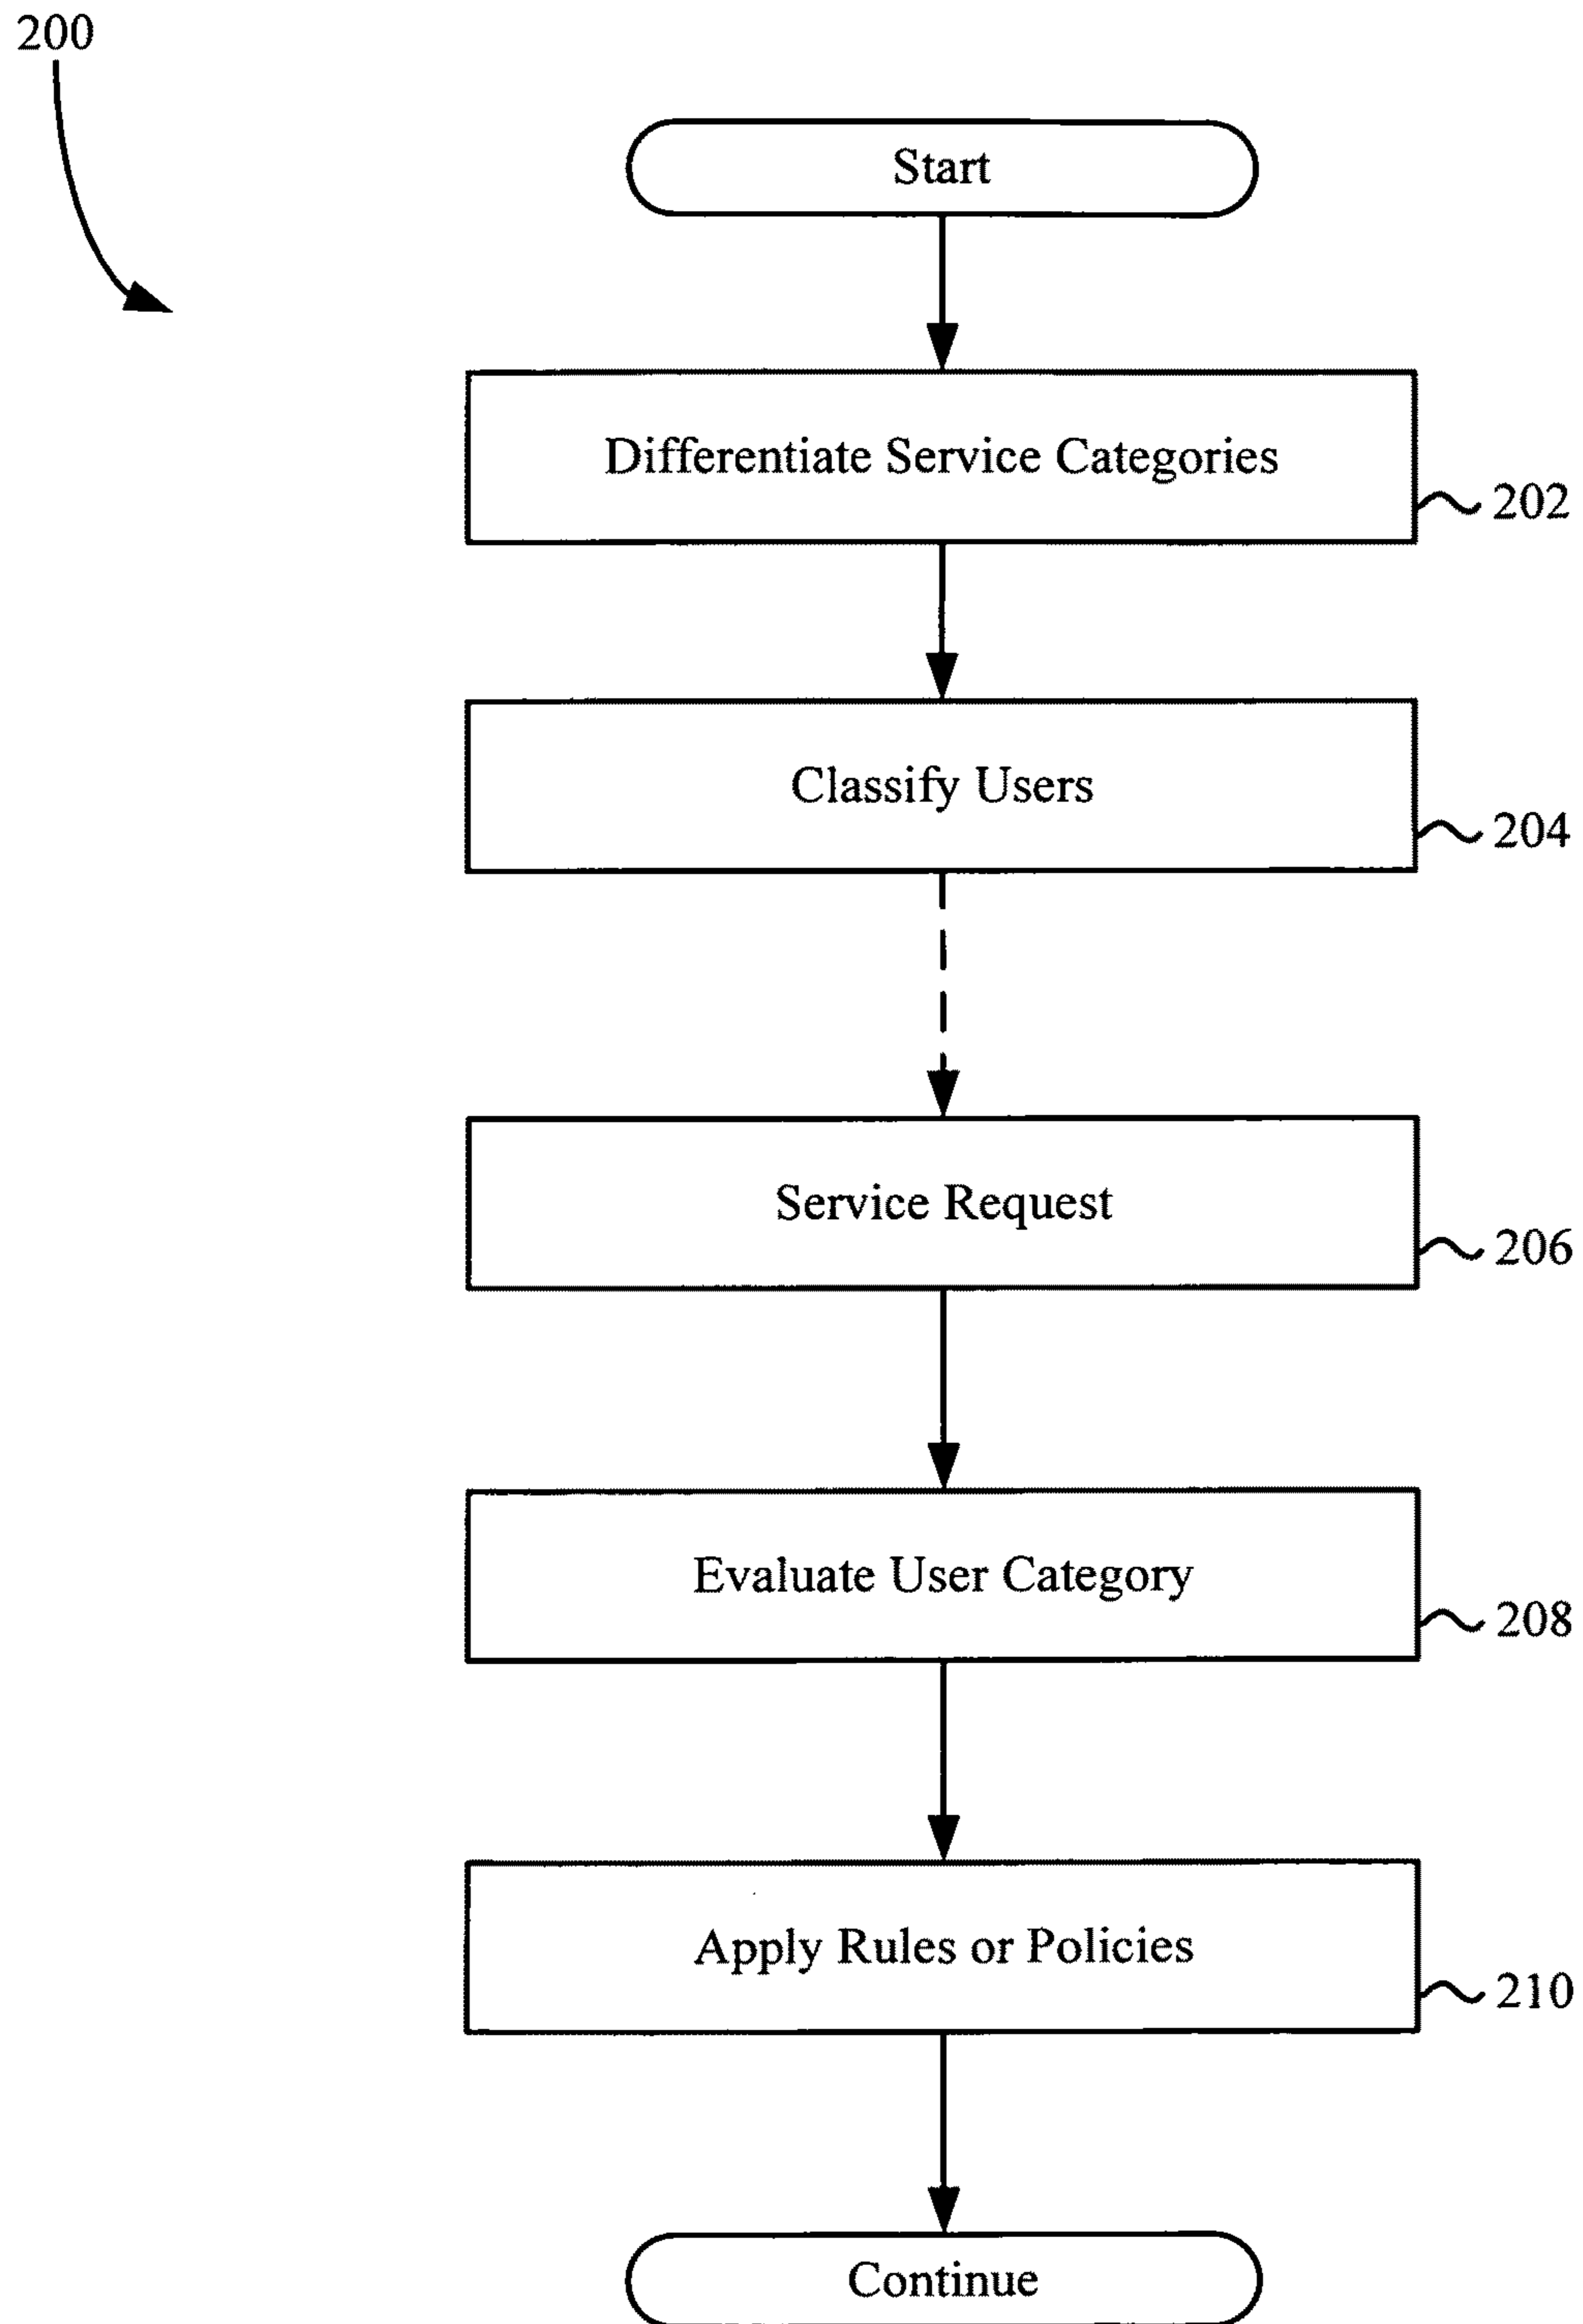 200
Start
Differentiate Service Categories
202
Classify Users
204
Service Request
206
Evaluate User Category
208
Apply Rules or Policies
210
Continue